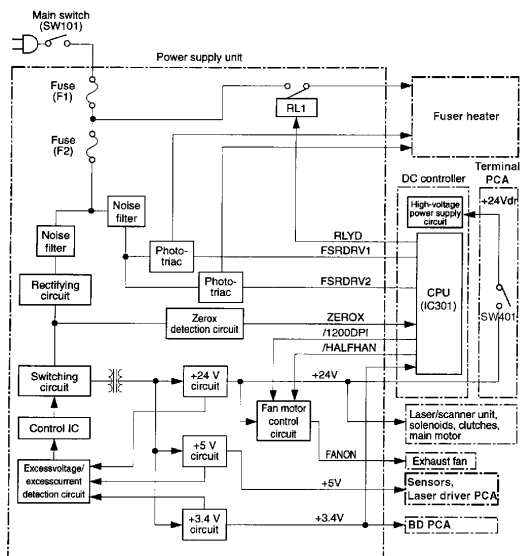 Main switch
(SW101)
Power supply unit
Fuse
(F1)
RL1
Fuser heater
Fuse
(F2)
Terminal
PCA
DC controller
+24Vdr
High-voltage
power supply
circuit
Noise
filter
Noise
filter
RLYD
FSRDRV1
Photo-
triac
FSRDRV2
Photo-
triac
CPU
(IC301)
Rectifying
circuit
SW401
Zerox
detection circuit
ZEROX
/1200DPI
/HALFHAN
Switching
circuit
+24 V
circuit
+24V
Fan motor
control
circuit
Laser/scanner unit,
solenoids, clutches,
main motor
Control IC
FANON
Exhaust fan
Excessvoltage/
excesscurrent
detection circuit
+5 V
circuit
+5V
Sensors,
Laser driver PCA
+3.4 V
circuit
+3.4V
BD PCA